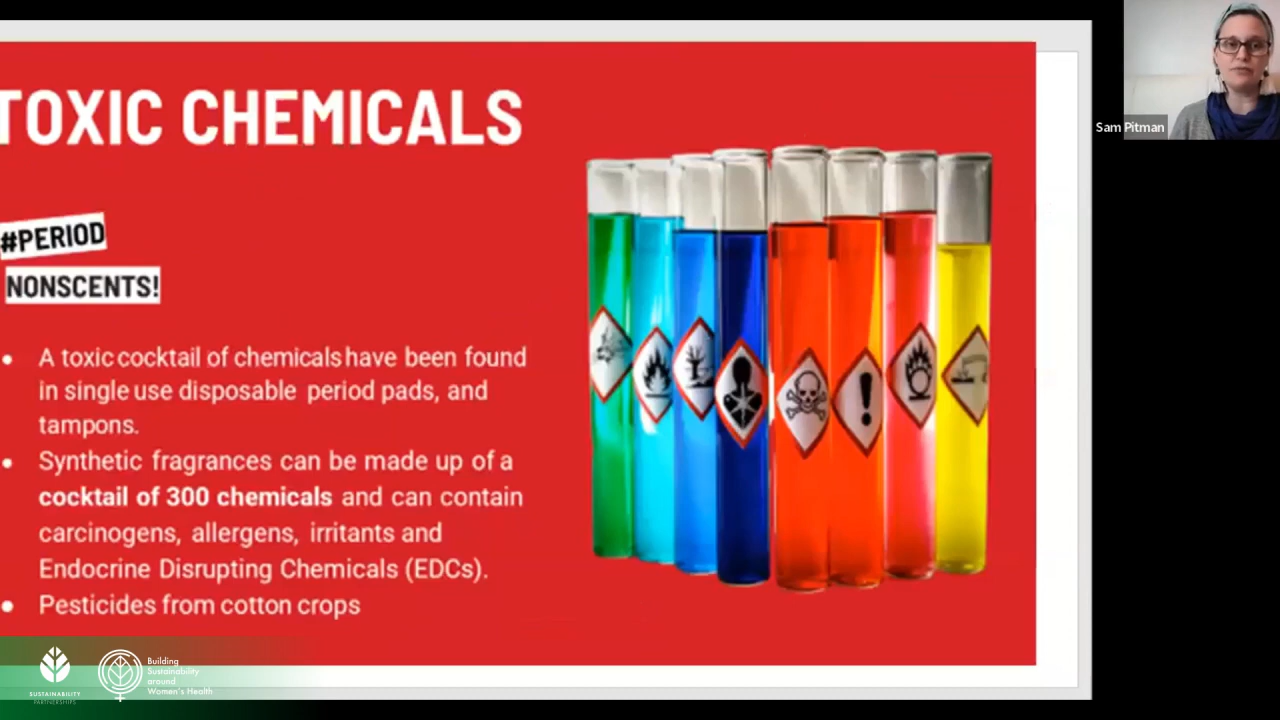 TOXIC CHEMICALS
#PERIOD
NONSCENTS!
• A toxic cocktail of chemicals have been found
in single use disposable period pads, and
tampons.
• Synthetic fragrances can be made up of a
cocktail of 300 chemicals and can contain
carcinogens, allergens, irritants and
Endocrine Disrupting Chemicals (EDCs).
• Pesticides from cotton crops
Sam Pitman
SUSTAINABILITY
PARTNERSHIPS
Building
Sustainability
around
Women's Health